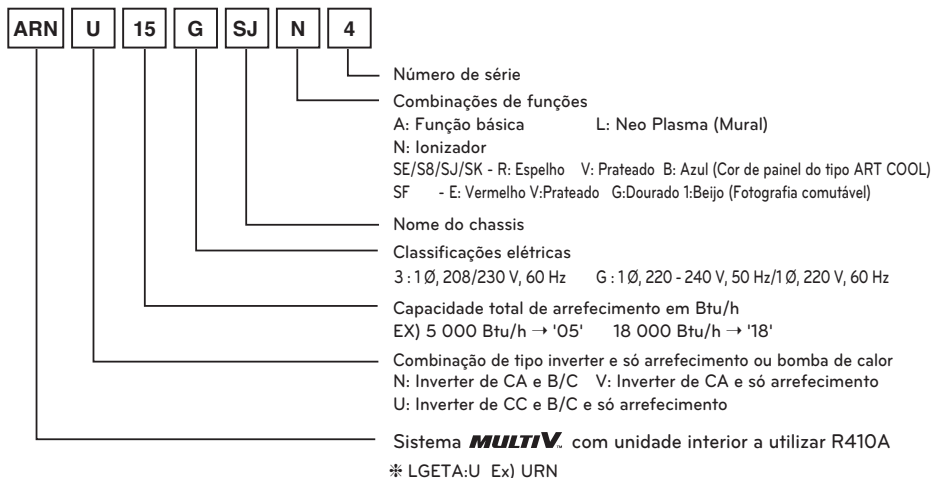 ARN U 15 G SJ N 4
Número de série
Combinações de funções
A: Função básica L: Neo Plasma (Mural)
N: Ionizador
SE/S8/SJ/SK - R: Espelho V: Prateado B: Azul (Cor de painel do tipo ART COOL)
SF - E: Vermelho V:Prateado G:Dourado 1:Beijo (Fotografia comutável)
Nome do chassis
Classificações elétricas
3 : 1 Ø, 208/230 V, 60 Hz G : 1 Ø, 220 - 240 V, 50 Hz/1 Ø, 220 V, 60 Hz
Capacidade total de arrefecimento em Btu/h
EX) 5 000 Btu/h → '05' 18 000 Btu/h → '18'
Combinação de tipo inverter e só arrefecimento ou bomba de calor
N: Inverter de CA e B/C V: Inverter de CA e só arrefecimento
U: Inverter de CC e B/C e só arrefecimento
Sistema MULTI V™ com unidade interior a utilizar R410A
❈ LGETA:U Ex) URN